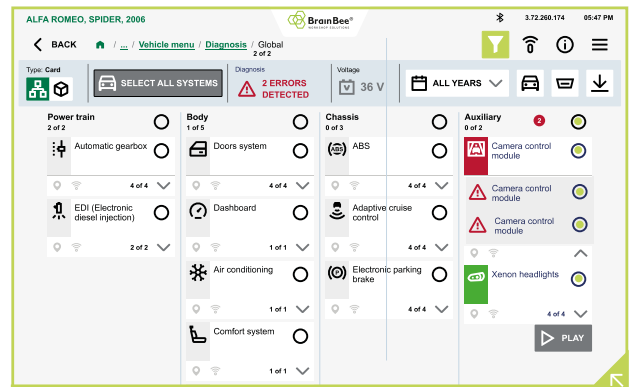 ALFA ROMEO, SPIDER, 2006
BrainBee®
WORKSHOP SOLUTIONS
3.72.260.174
05:47 PM
BACK
/ ... / Vehicle menu / Diagnosis / Global
2 of 2
Type: Card
SELECT ALL SYSTEMS
Diagnosis
2 ERRORS
DETECTED
Voltage
V
36 V
ALL YEARS
Power train
2 of 2
Automatic gearbox
4 of 4
EDI (Electronic
diesel injection)
2 of 2
Body
1 of 5
Doors system
4 of 4
Dashboard
1 of 1
Air conditioning
1 of 1
Comfort system
1 of 1
Chassis
0 of 3
ABS
ABS
4 of 4
Adaptive cruise
control
4 of 4
Electronic parking
brake
4 of 4
Auxiliary
0 of 2
2
Camera control
module
Camera control
module
Camera control
module
Xenon headlights
4 of 4
PLAY